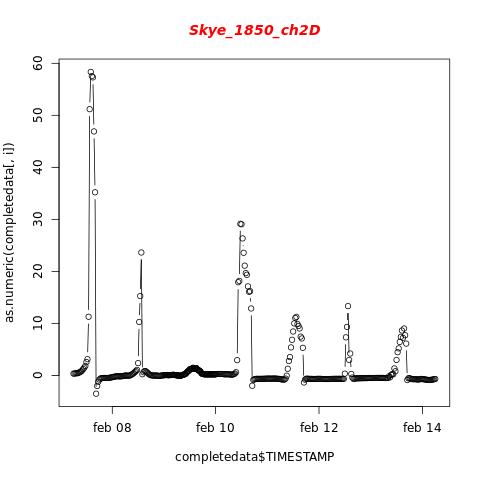 Skye_1850_ch2D
as.numeric(completedata[, i])
60
50
40
30
20
10
0
feb 08 feb 10 feb 12 feb 14
completedata$TIMESTAMP